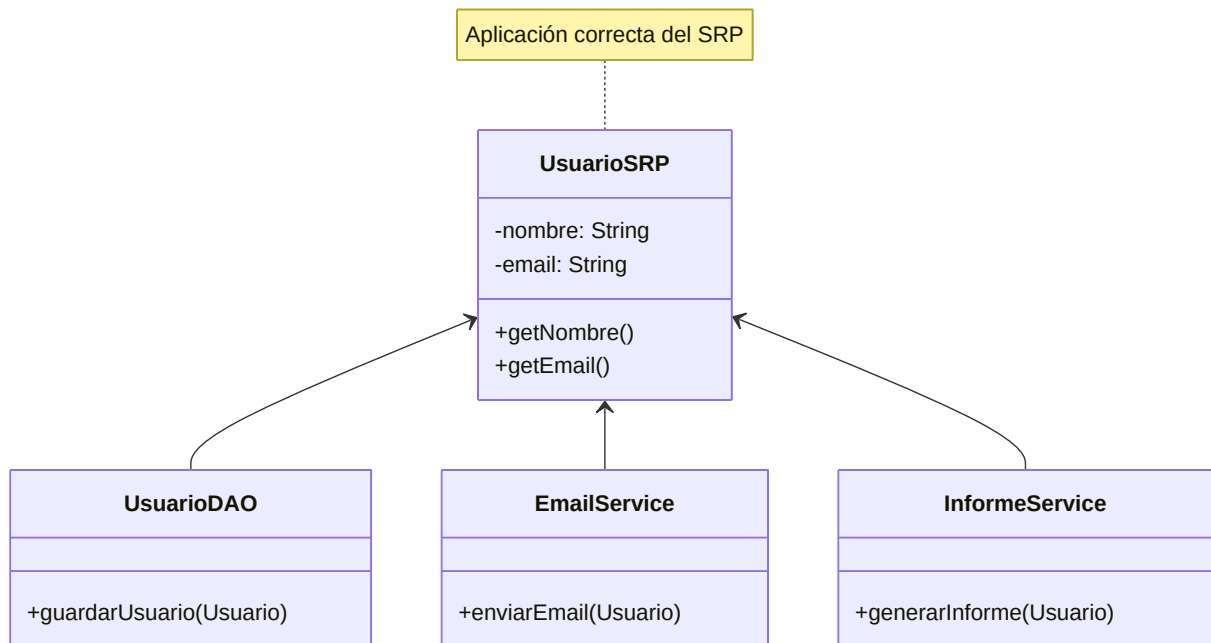 Aplicación correcta del SRP
UsuarioSRP
-nombre: String
-email: String
+getNombre()
+getEmail()
UsuarioDAO
+guardarUsuario(Usuario)
EmailService
+enviarEmail(Usuario)
InformeService
+generarInforme(Usuario)